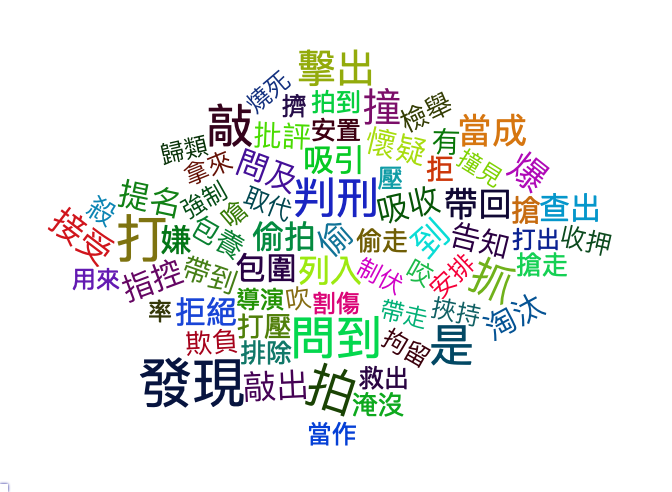 擊出
燒死
擠
拍到
撞
檢舉
敲
批評
安置
懷疑
有
當成
歸類
拿來
問及
吸引
壓
拒
撞見
爆
殺
提名
強制
取代
判刑
吸收
帶回
搶
查出
接受
打
嫌
包養
嗆
偷拍
偷
偷走
到
告知
打出
收押
用來
指控
帶到
包圍
列入
制伏
咬
安排
抓
搶走
率
拒絕
導演
吹
割傷
帶走
挾持
淘汰
欺負
打壓
排除
問到
拘留
是
發現
敲出
拍
救出
淹沒
當作